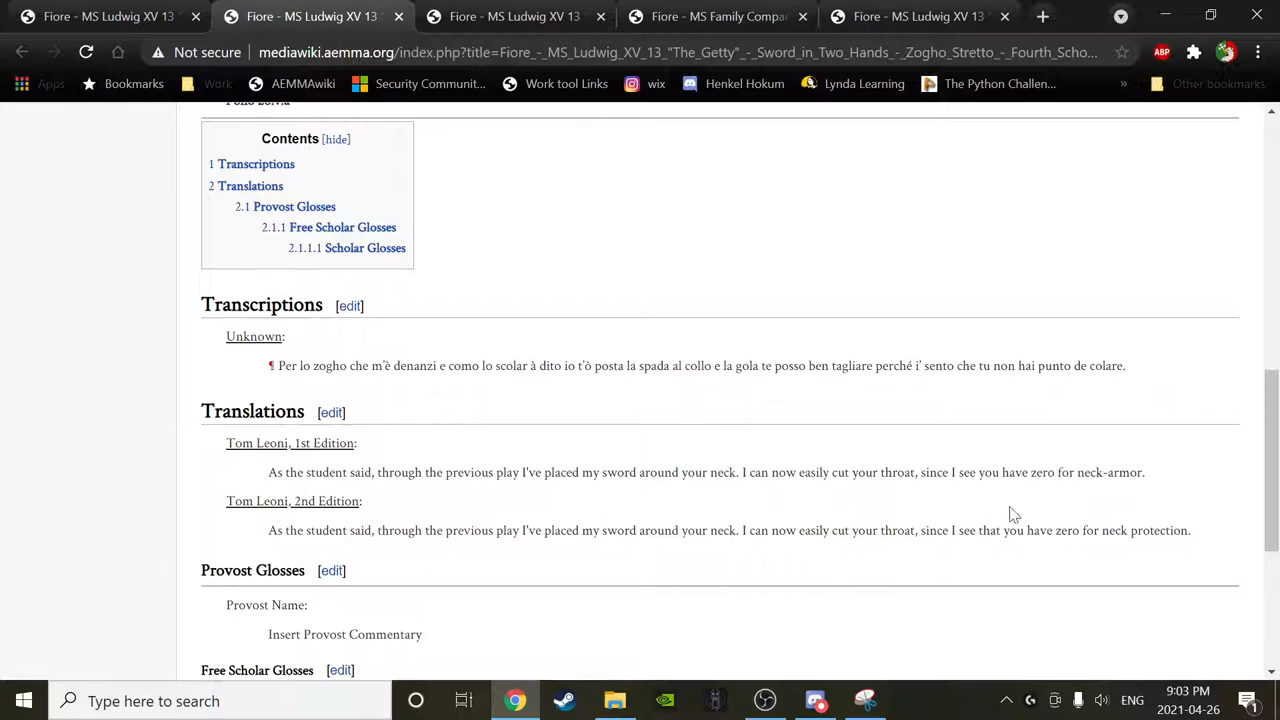 Fiore - MS Ludwig XV 13 Fiore - MS Ludwig XV 13 Fiore - MS Ludwig XV 13 Fiore - MS Family Compa Fiore - MS Ludwig XV 13
Not secure mediawiki.aemma.org/index.php?title=Fiore_-_MS_Ludwig_XV_13_"The_Getty"_-_Sword_in_Two_Hands_-_Zogho_Stretto_-_Fourth_Scho... ABP
Apps Bookmarks Work AEMMAwiki Security Communit... Work tool Links wix Henkel Hokum Lynda Learning The Python Challen... » Other bookmarks
Contents [hide]
1 Transcriptions
2 Translations
2.1 Provost Glosses
2.1.1 Free Scholar Glosses
2.1.1.1 Scholar Glosses
Transcriptions [edit]
Unknown:
¶ Per lo zogho che m'è denanzi e como lo scolar à dito io t'ò posta la spada al collo e la gola te posso ben tagliare perché i' sento che tu non hai punto de colare.
Translations [edit]
Tom Leoni, 1st Edition:
As the student said, through the previous play I've placed my sword around your neck. I can now easily cut your throat, since I see you have zero for neck-armor.
Tom Leoni, 2nd Edition:
As the student said, through the previous play I've placed my sword around your neck. I can now easily cut your throat, since I see that you have zero for neck protection.
Provost Glosses [edit]
Provost Name:
Insert Provost Commentary
Free Scholar Glosses [edit]
Type here to search
ENG
9:03 PM
2021-04-26
1